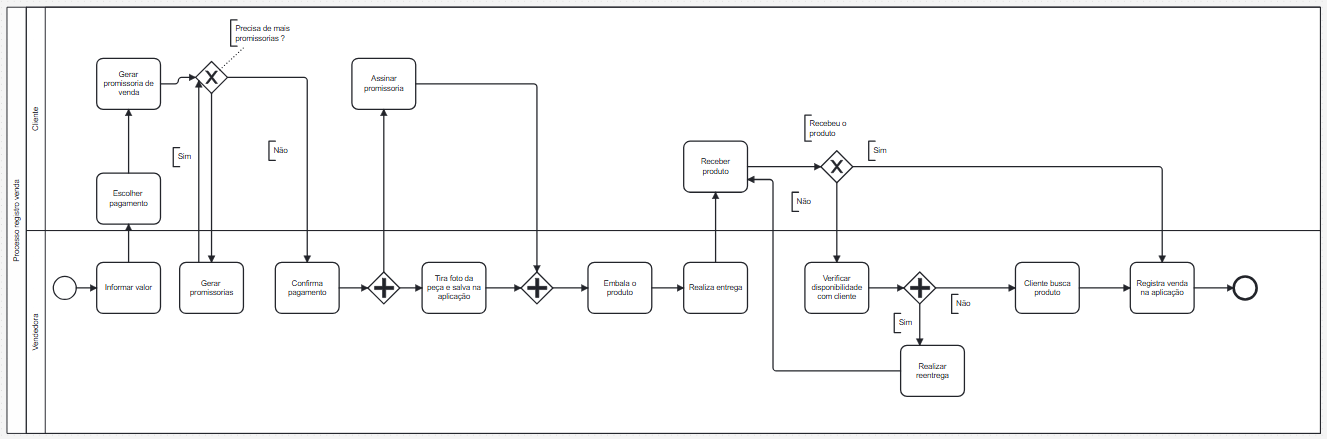 Processo registro venda
Cliente
Precisa de mais
promissorias ?
Gerar
promissoria de
venda
Assinar
promissoria
Sim
Não
Escolher
pagamento
Recebeu o
produto
Sim
Receber
produto
Não
Vendedora
Informar valor
Gerar
promissorias
Confirma
pagamento
Tira foto da
peça e salva na
aplicação
Embala o
produto
Realiza entrega
Verificar
disponibilidade
com cliente
Não
Cliente busca
produto
Registra venda
na aplicação
Sim
Realizar
reentrega